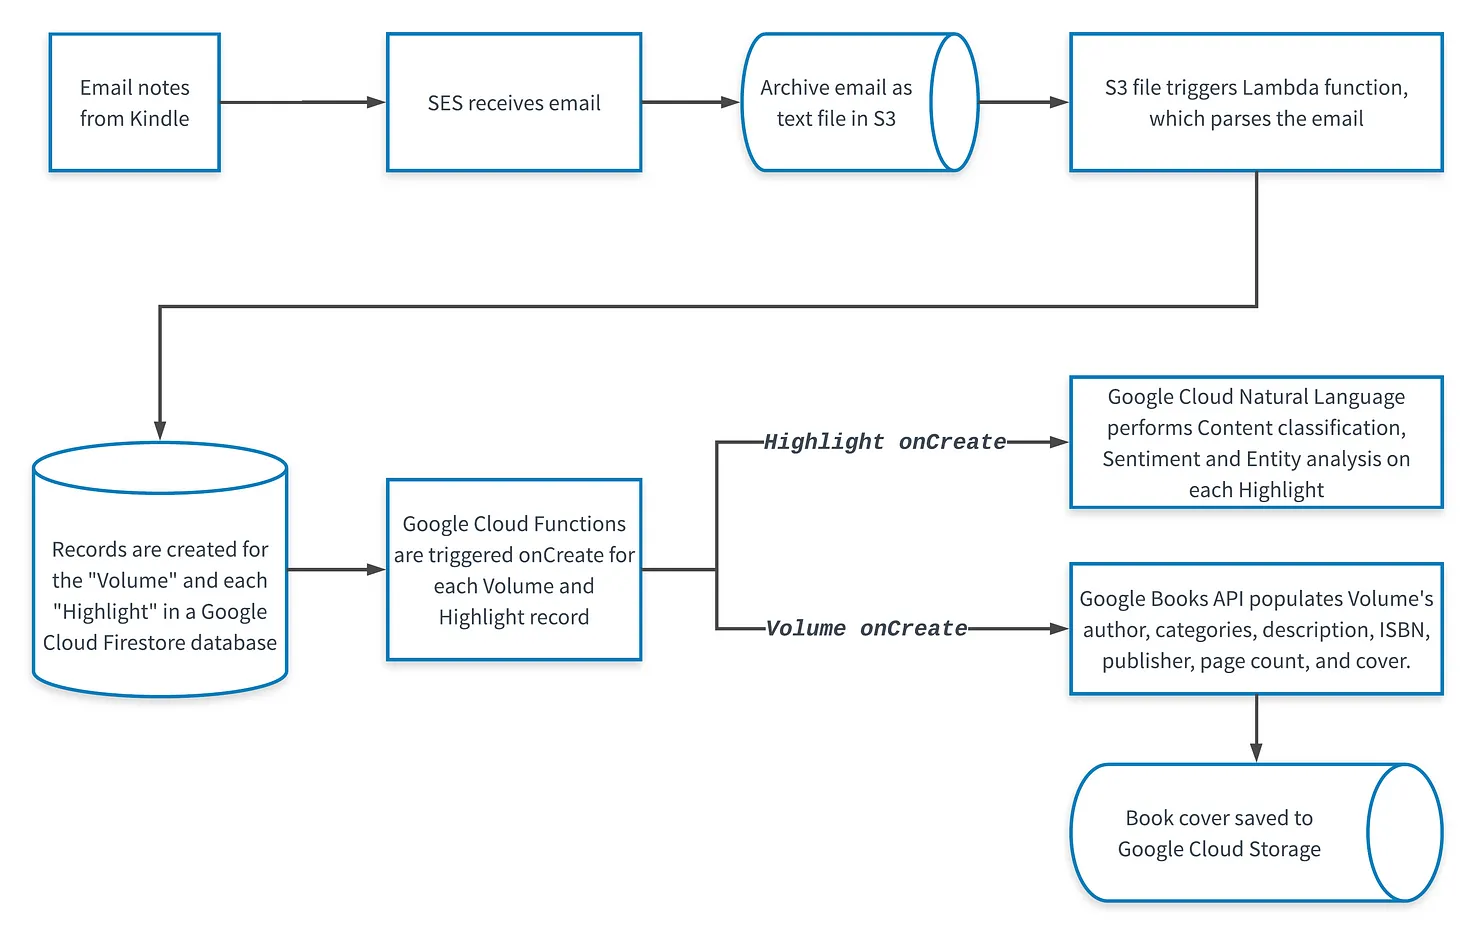 Email notes
from Kindle
SES receives email
Archive email as
text file in S3
S3 file triggers Lambda function,
which parses the email
Records are created for
the "Volume" and each
"Highlight" in a Google
Cloud Firestore database
Google Cloud Functions
are triggered onCreate for
each Volume and
Highlight record
Highlight onCreate
Google Cloud Natural Language
performs Content classification,
Sentiment and Entity analysis on
each Highlight
Volume onCreate
Google Books API populates Volume's
author, categories, description, ISBN,
publisher, page count, and cover.
Book cover saved to
Google Cloud Storage